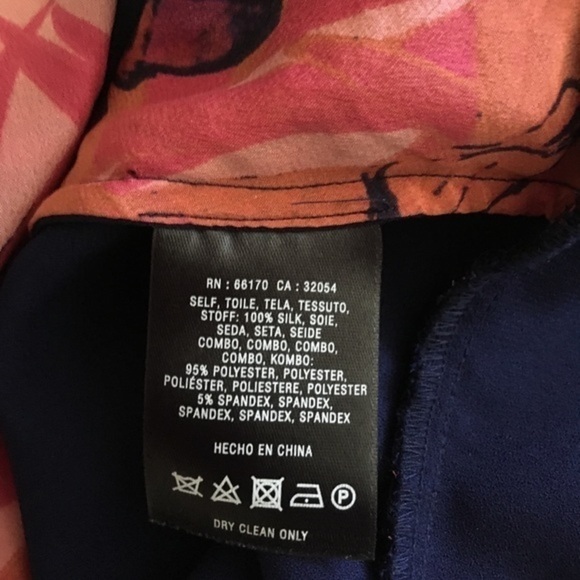 RN : 66170 CA : 32054
SELF, TOILE, TELA, TESSUTO,
STOFF: 100% SILK, SOIE,
SEDA, SETA, SEIDE
COMBO, COMBO, COMBO,
COMBO, KOMBO:
95% POLYESTER, POLYESTER,
POLIÉSTER, POLIESTERE, POLYESTER
5% SPANDEX, SPANDEX,
SPANDEX, SPANDEX, SPANDEX
HECHO EN CHINA
P
DRY CLEAN ONLY